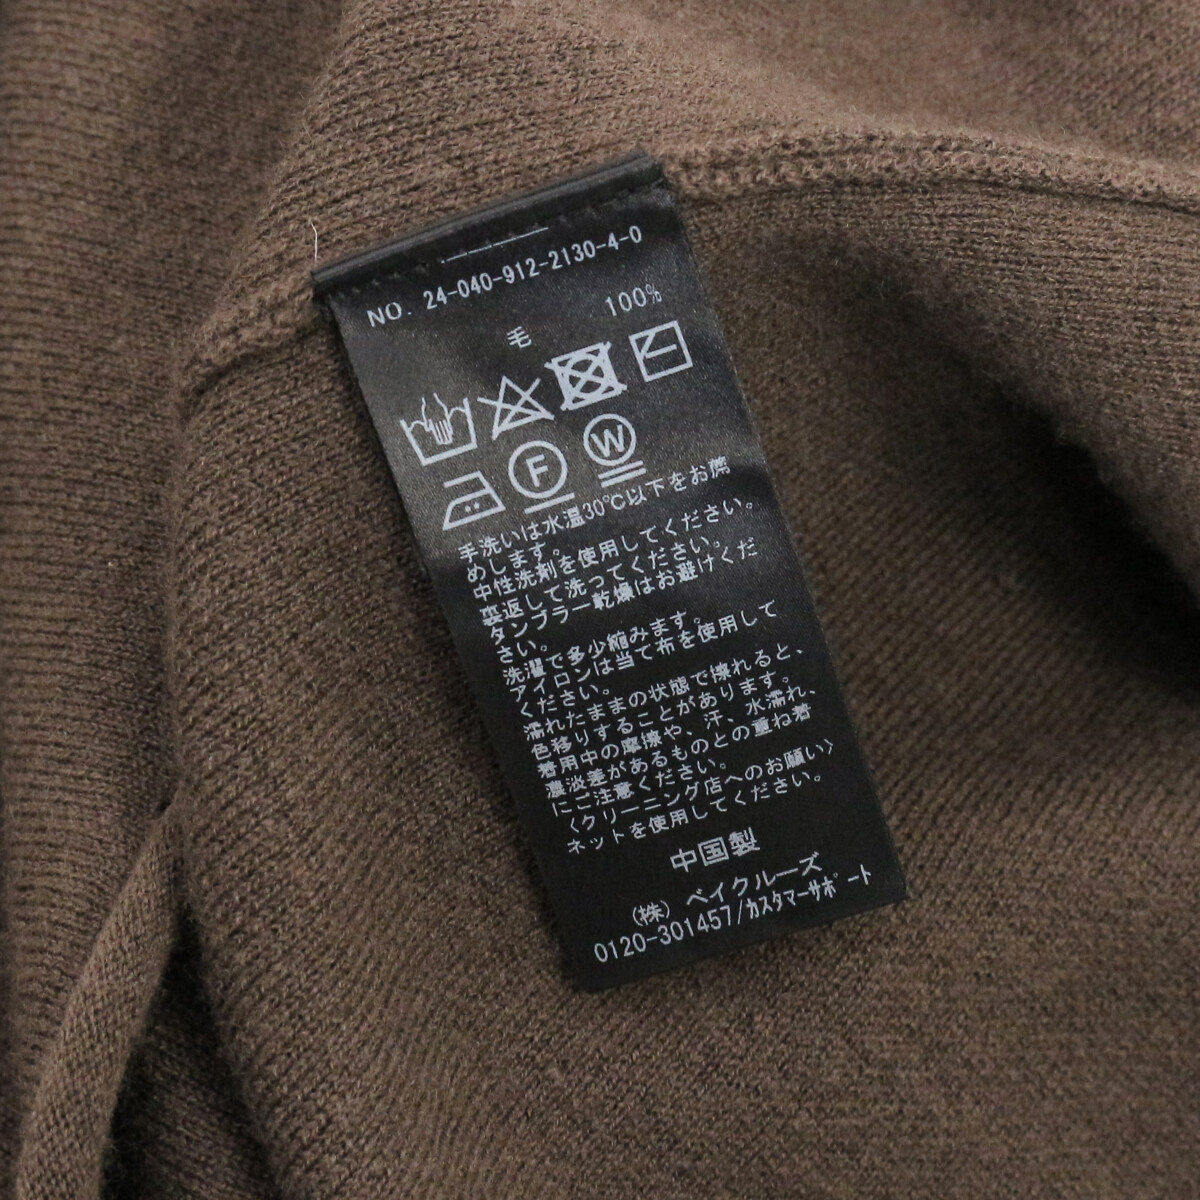 NO. 24-040-912-2130-4-0
毛 100%
F W
手洗いは水温30℃以下をお薦
めします。
中性洗剤を使用してください。
裏返して洗ってください。
タンブラー乾燥はお避けくだ
さい。
洗濯で多少縮みます。
アイロンは当て布を使用して
ください。
濡れたままの状態で擦れると、
色移りすることがあります。
着用中の摩擦や、汗、水濡れ、
濃淡差があるものとの重ね着
にご注意ください。
〈クリーニング店へのお願い〉
ネットを使用してください。
中国製
(株) ベイクルーズ
0120-301457/カスタマーサポート